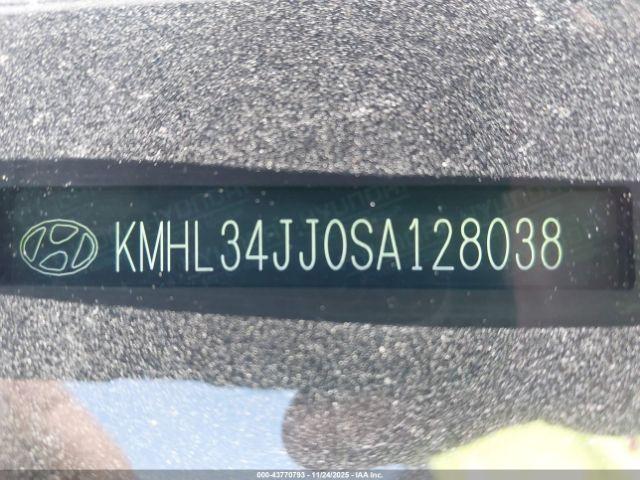 KMHL34JJ0SA128038
000-43770793 - 11/24/2025 - IAA Inc.